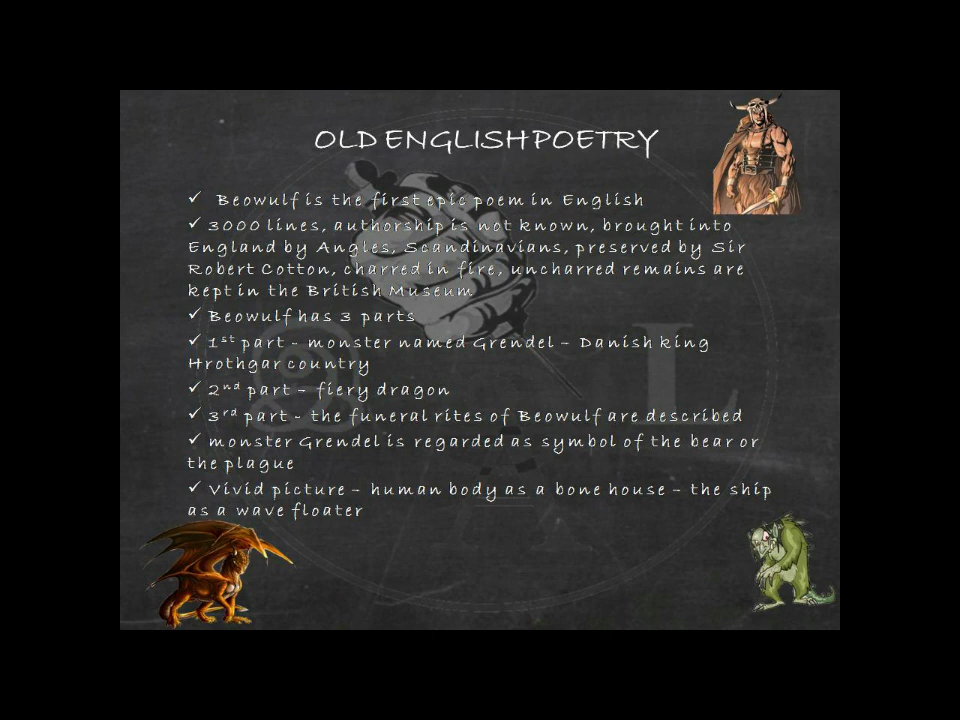 OLD ENGLISH POETRY
✓ Beowulf is the first epic poem in English
✓ 3000 lines, authorship is not known, brought into
England by Angles, Scandinavians, preserved by Sir
Robert Cotton, charred in fire, uncharred remains are
kept in the British Museum
✓ Beowulf has 3 parts
✓ 1st part - monster named Grendel – Danish king
Hrothgar country
✓ 2nd part – fiery dragon
✓ 3rd part - the funeral rites of Beowulf are described
✓ monster Grendel is regarded as symbol of the bear or
the plague
✓ Vivid picture – human body as a bone house – the ship
as a wave floater
L